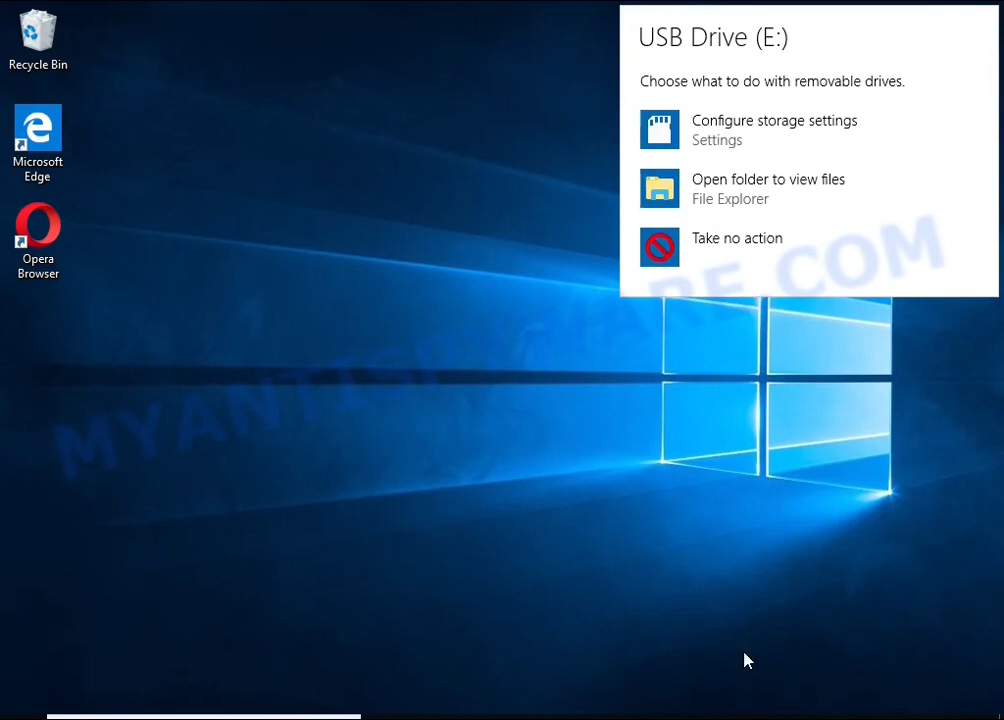 Recycle Bin
Microsoft
Edge
Opera
Browser
USB Drive (E:)
Choose what to do with removable drives.
Configure storage settings
Settings
Open folder to view files
File Explorer
Take no action
MYANTISPYWARE.COM